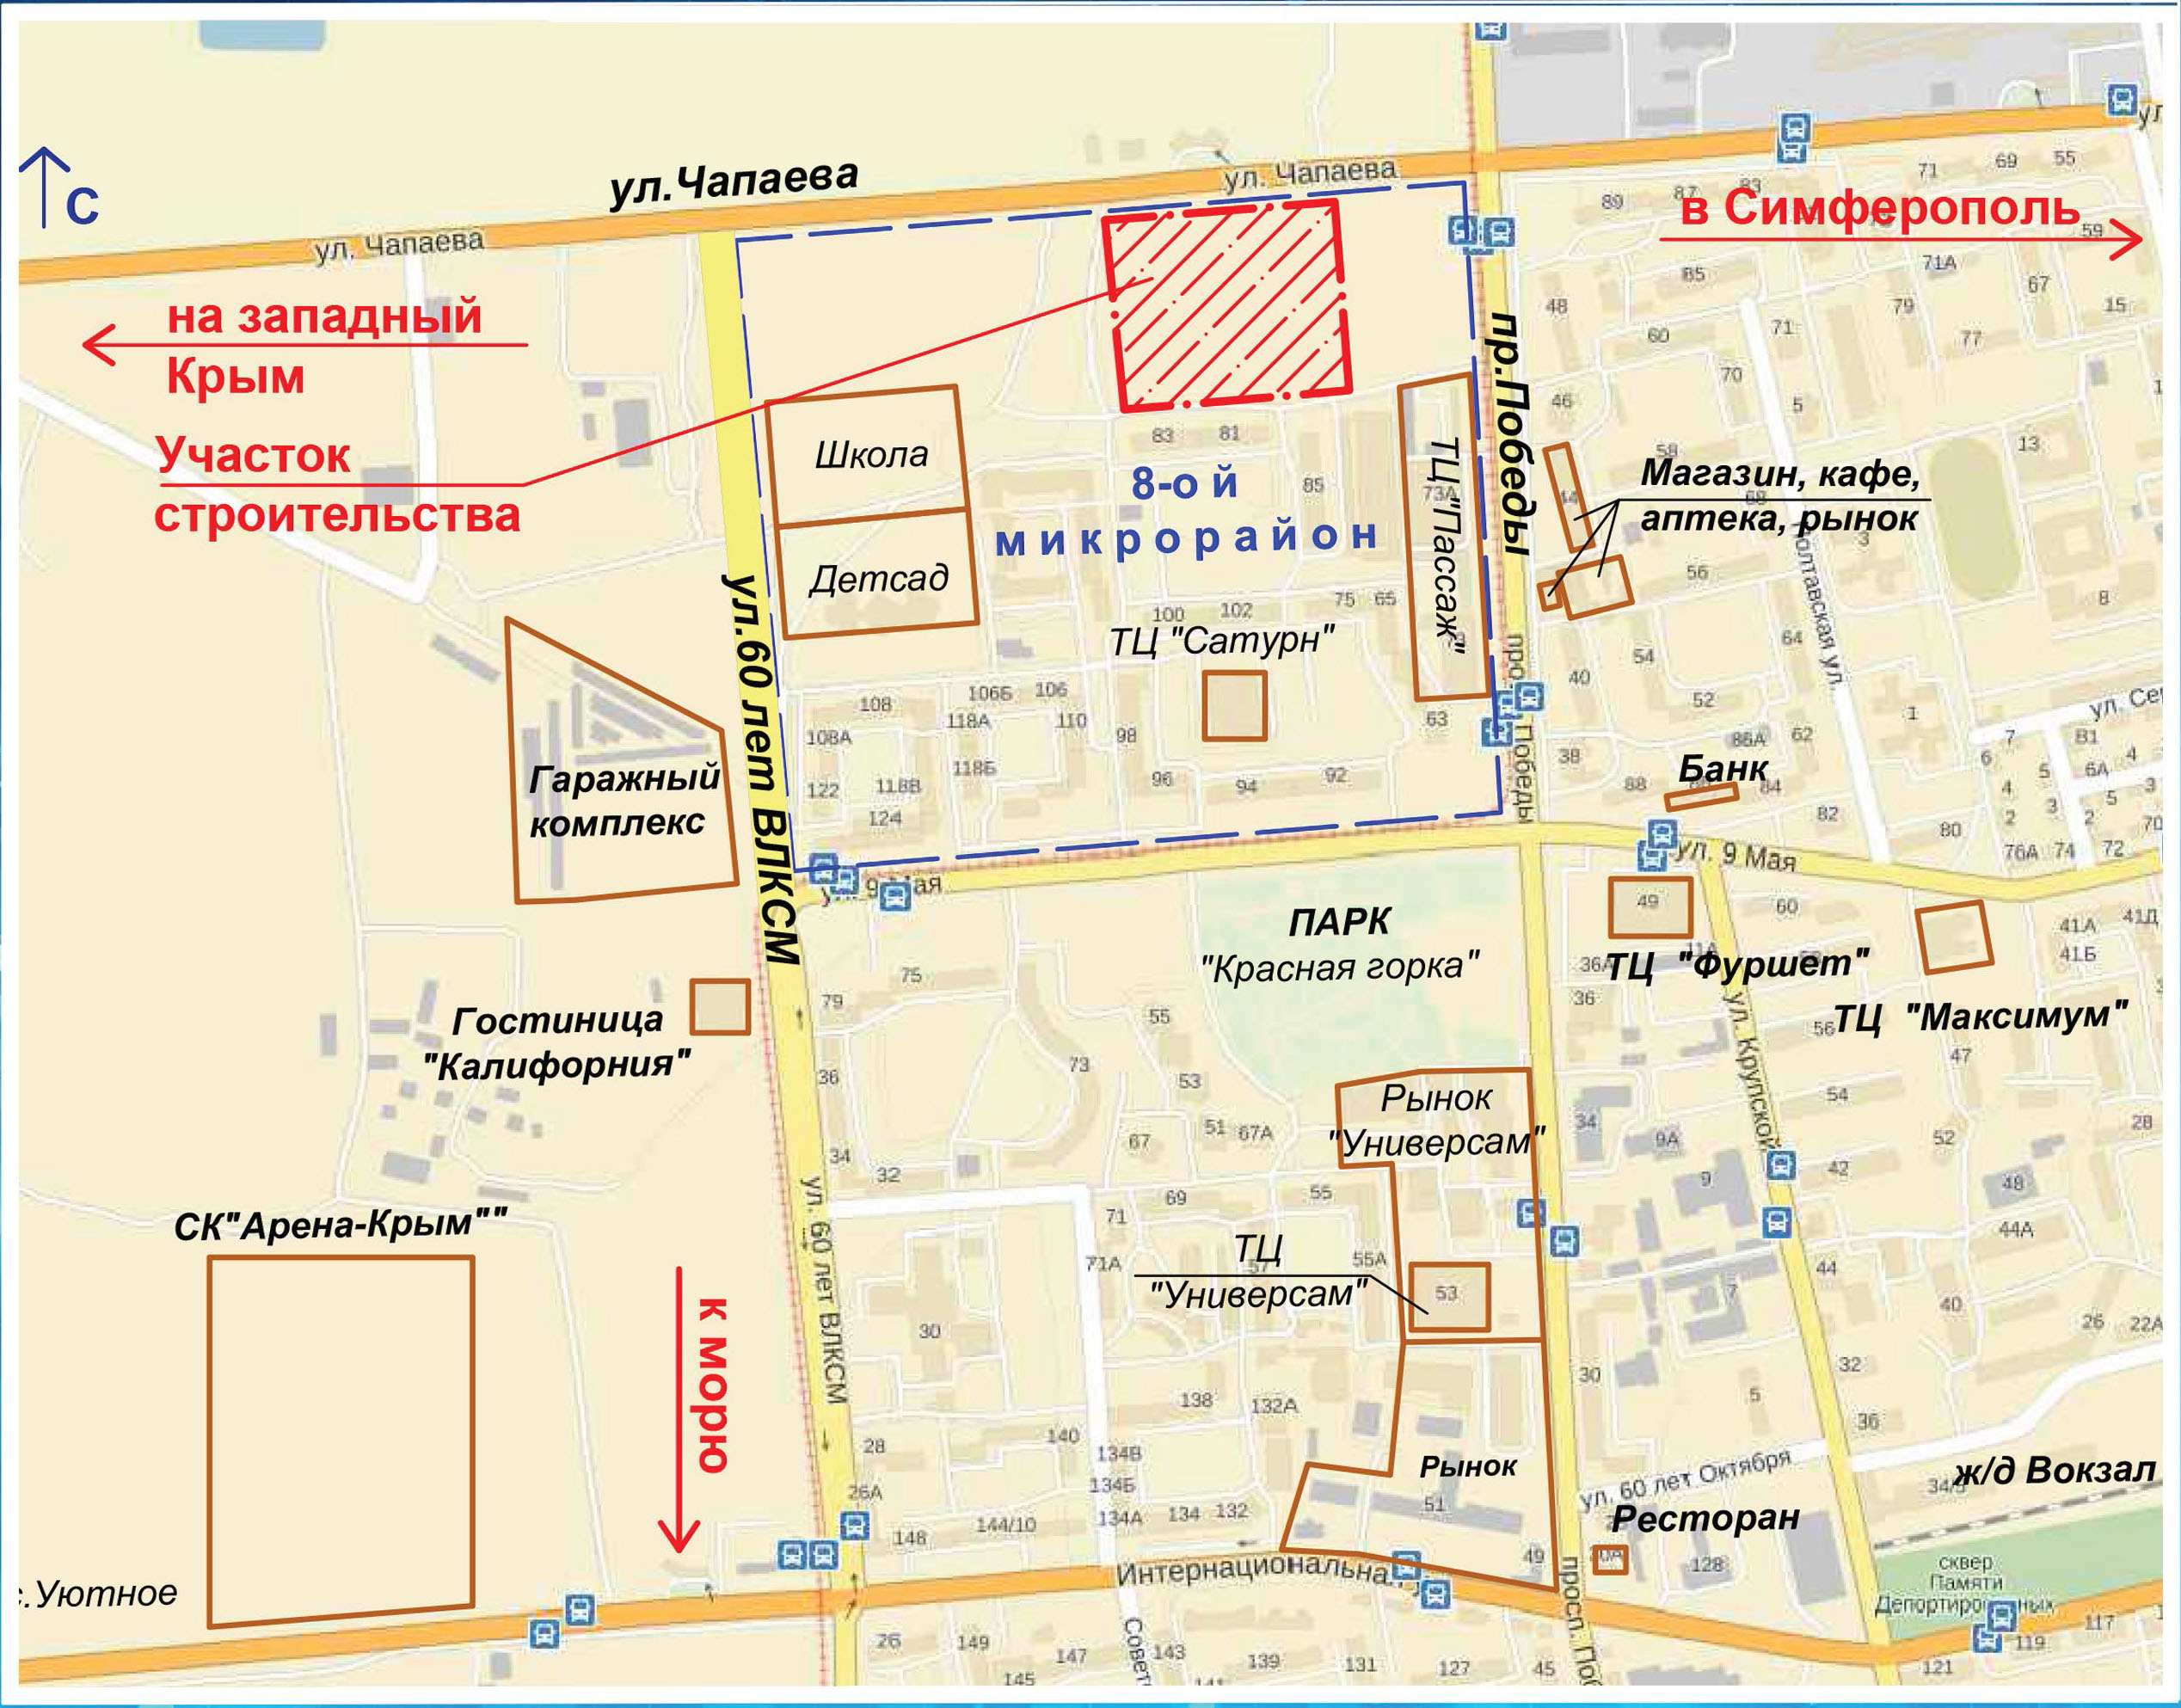 ул.Чапаева
ул. Чапаева
ул. Чапаева
С
89
87
83
71
69
55
в Симферополь
59
на западный
Крым
Участок
строительства
85
71А
67
48
79
15
60
71
77
70
46
5
пр.Победы
Школа
83
81
8-ой
микрорайон
85
73А
ТЦ"Пассаж"
58
13
Магазин, кафе,
аптека, рынок
44
68
3
Детсад
56
8
100
102
75
65
ТЦ "Сатурн"
64
54
Полтавская ул.
40
52
ул.60 лет ВЛКСМ
108
106Б
106
118А
110
98
108А
63
1
62
86А
7
81
4
6
5
6А
38
118Б
96
94
92
122
118В
Банк
88
84
4
3
5
3
2
2
124
82
80
70
76А
74
72
Победы
Гаражный
комплекс
ул. 9 Мая
49
60
41А
41Д
41Б
ПАРК
"Красная горка"
36А
11А
ТЦ "Фуршет"
75
79
36
Гостиница
"Калифорния"
55
56
ТЦ "Максимум"
47
ул. Крупской
73
53
36
54
Рынок
"Универсам"
34
28
67
51
67А
9А
52
34
32
9
42
48
69
55
71
СК"Арена-Крым""
44А
ТЦ
"Универсам"
71А
57
55А
53
44
7
40
ул. 60 лет ВЛКСМ
30
26
22А
к морю
30
32
5
138
132А
36
28
140
134В
Рынок
ж/д Вокзал
134Б
26А
51
ул. 60 лет Октября
134А
134
132
Ресторан
148
144/10
49
128
сквер
Памяти
Интернациональна
.Уютное
просп. Поб
117
119
26
149
147
143
139
131
127
45
121
145
Совет